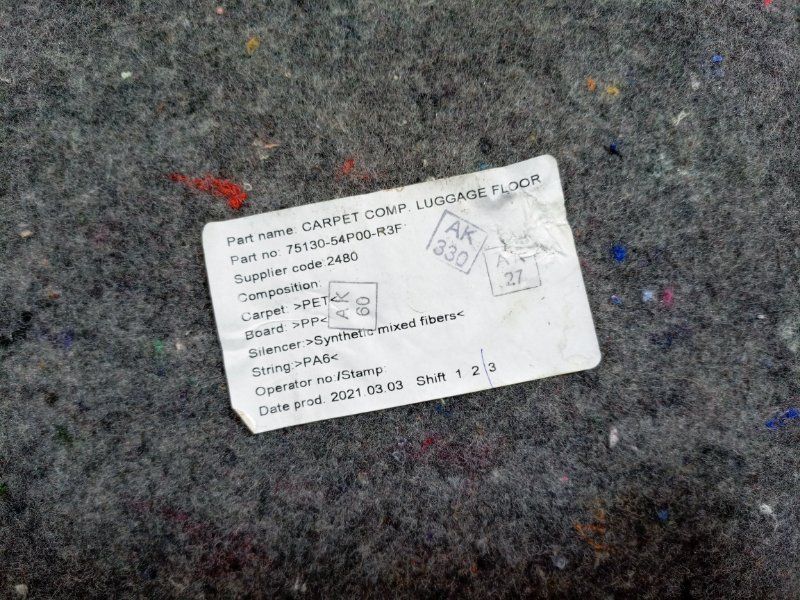 Part name: CARPET COMP. LUGGAGE FLOOR
Part no: 75130-54P00-R3F
Supplier code:2480
Composition:
Carpet: >PET<
Board: >PP<
Silencer:>Synthetic mixed fibers<
String:>PA6<
Operator no:/Stamp:
Date prod. 2021.03.03 Shift 1 2 3
AK
330
AK
27
AK
60